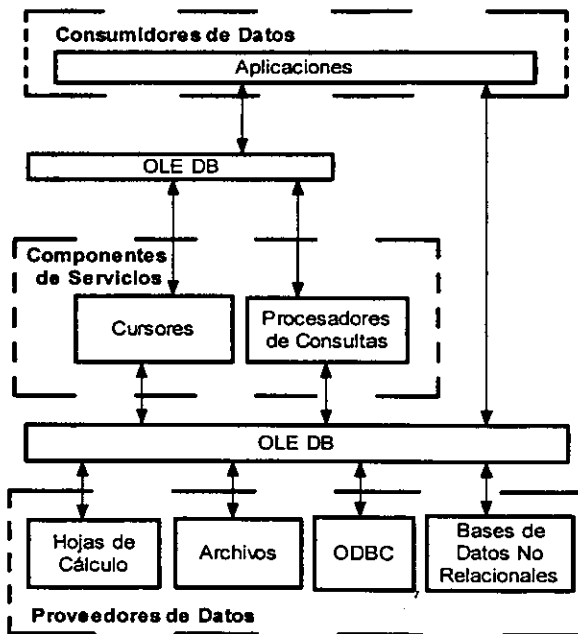 Consumidores de Datos
Aplicaciones
OLE DB
Componentes
de Servicios
Cursores
Procesadores
de Consultas
OLE DB
Hojas de
Cálculo
Archivos
ODBC
Bases de
Datos No
Relacionales
Proveedores de Datos